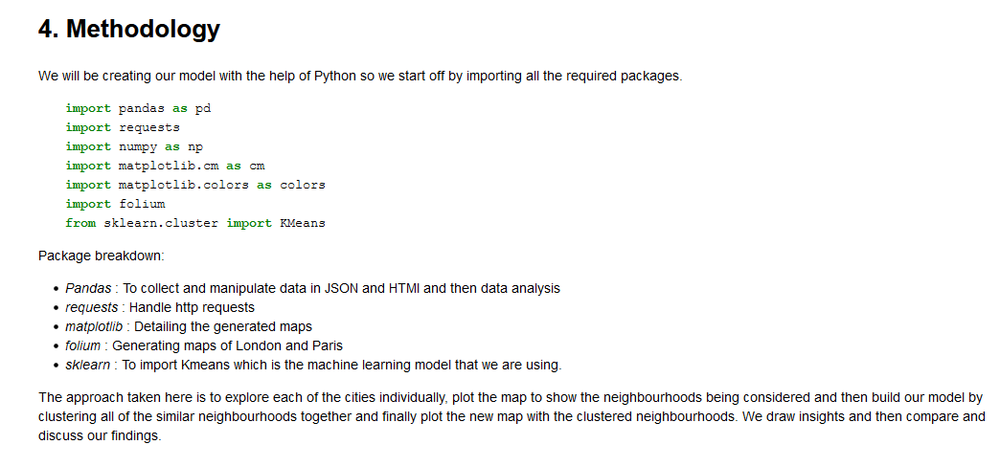 4. Methodology
We will be creating our model with the help of Python so we start off by importing all the required packages.
import pandas as pd
import requests
import numpy as np
import matplotlib.cm as cm
import matplotlib.colors as colors
import folium
from sklearn.cluster import KMeans
Package breakdown:
• Pandas : To collect and manipulate data in JSON and HTMl and then data analysis
• requests : Handle http requests
• matplotlib : Detailing the generated maps
• folium : Generating maps of London and Paris
• sklearn : To import Kmeans which is the machine learning model that we are using.
The approach taken here is to explore each of the cities individually, plot the map to show the neighbourhoods being considered and then build our model by
clustering all of the similar neighbourhoods together and finally plot the new map with the clustered neighbourhoods. We draw insights and then compare and
discuss our findings.